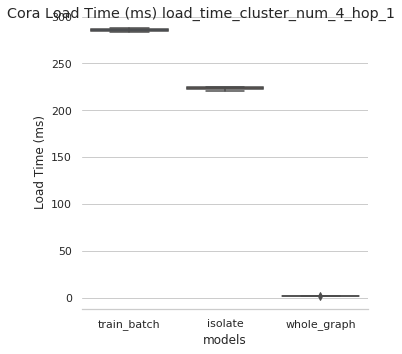 Cora Load Time (ms) load_time_cluster_num_4_hop_1
300
250
200
150
100
50
0
Load Time (ms)
train_batch isolate whole_graph
models